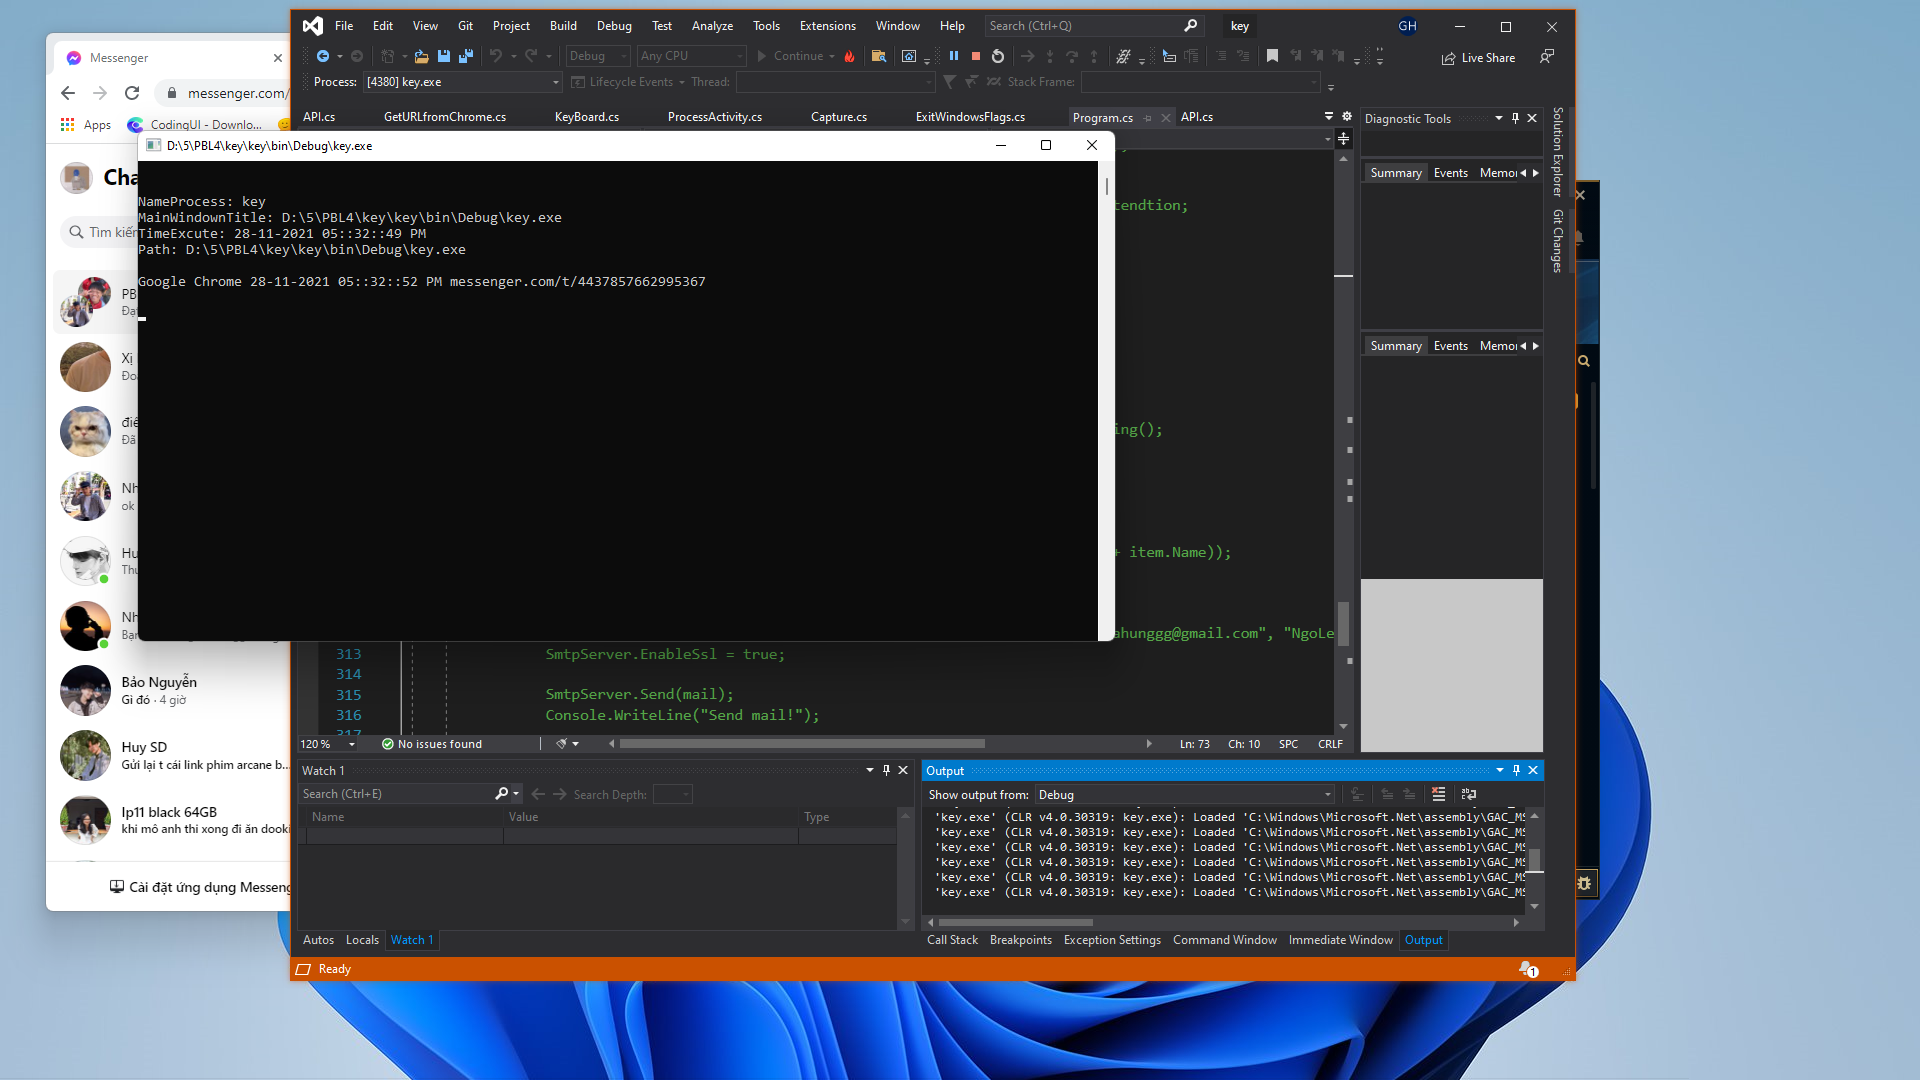 Messenger
messenger.com/
Apps
CodingUI - Downlo...
Cha
Tìm kiếm
PB
Đạt
Xị
Đoạ
điê
Đã
Nh
ok
Hu
Thu
Nh
Bạn
Bảo Nguyễn
Gì đó · 4 giờ
Huy SD
Gửi lại t cái link phim arcane b...
Ip11 black 64GB
khi mô anh thi xong đi ăn dooki
Cài đặt ứng dụng Messeng
File Edit View Git Project Build Debug Test Analyze Tools Extensions Window Help Search (Ctrl+Q) key GH
Debug Any CPU Continue Live Share
Process: [4380] key.exe Lifecycle Events Thread: Stack Frame:
API.cs GetURLfromChrome.cs KeyBoard.cs ProcessActivity.cs Capture.cs ExitWindowsFlags.cs Program.cs API.cs
D:\5\PBL4\key\key\bin\Debug\key.exe
NameProcess: key
MainWindownTitle: D:\5\PBL4\key\key\bin\Debug\key.exe
TimeExcute: 28-11-2021 05::32::49 PM
Path: D:\5\PBL4\key\key\bin\Debug\key.exe
Google Chrome 28-11-2021 05::32::52 PM messenger.com/t/4437857662995367
tendtion;
ing();
+ item.Name));
ahunggg@gmail.com", "NgoLe
313 SmtpServer.EnableSsl = true;
314
315 SmtpServer.Send(mail);
316 Console.WriteLine("Send mail!");
317
120 % No issues found Ln: 73 Ch: 10 SPC CRLF
Diagnostic Tools
Summary Events Memor
Summary Events Memor
Solution Explorer
Git Changes
Watch 1
Search (Ctrl+E) Search Depth:
Name Value Type
Autos Locals Watch 1
Output
Show output from: Debug
'key.exe' (CLR v4.0.30319: key.exe): Loaded 'C:\Windows\Microsoft.Net\assembly\GAC_MS
'key.exe' (CLR v4.0.30319: key.exe): Loaded 'C:\Windows\Microsoft.Net\assembly\GAC_MS
'key.exe' (CLR v4.0.30319: key.exe): Loaded 'C:\Windows\Microsoft.Net\assembly\GAC_MS
'key.exe' (CLR v4.0.30319: key.exe): Loaded 'C:\Windows\Microsoft.Net\assembly\GAC_MS
'key.exe' (CLR v4.0.30319: key.exe): Loaded 'C:\Windows\Microsoft.Net\assembly\GAC_MS
'key.exe' (CLR v4.0.30319: key.exe): Loaded 'C:\Windows\Microsoft.Net\assembly\GAC_MS
Call Stack Breakpoints Exception Settings Command Window Immediate Window Output
Ready 1